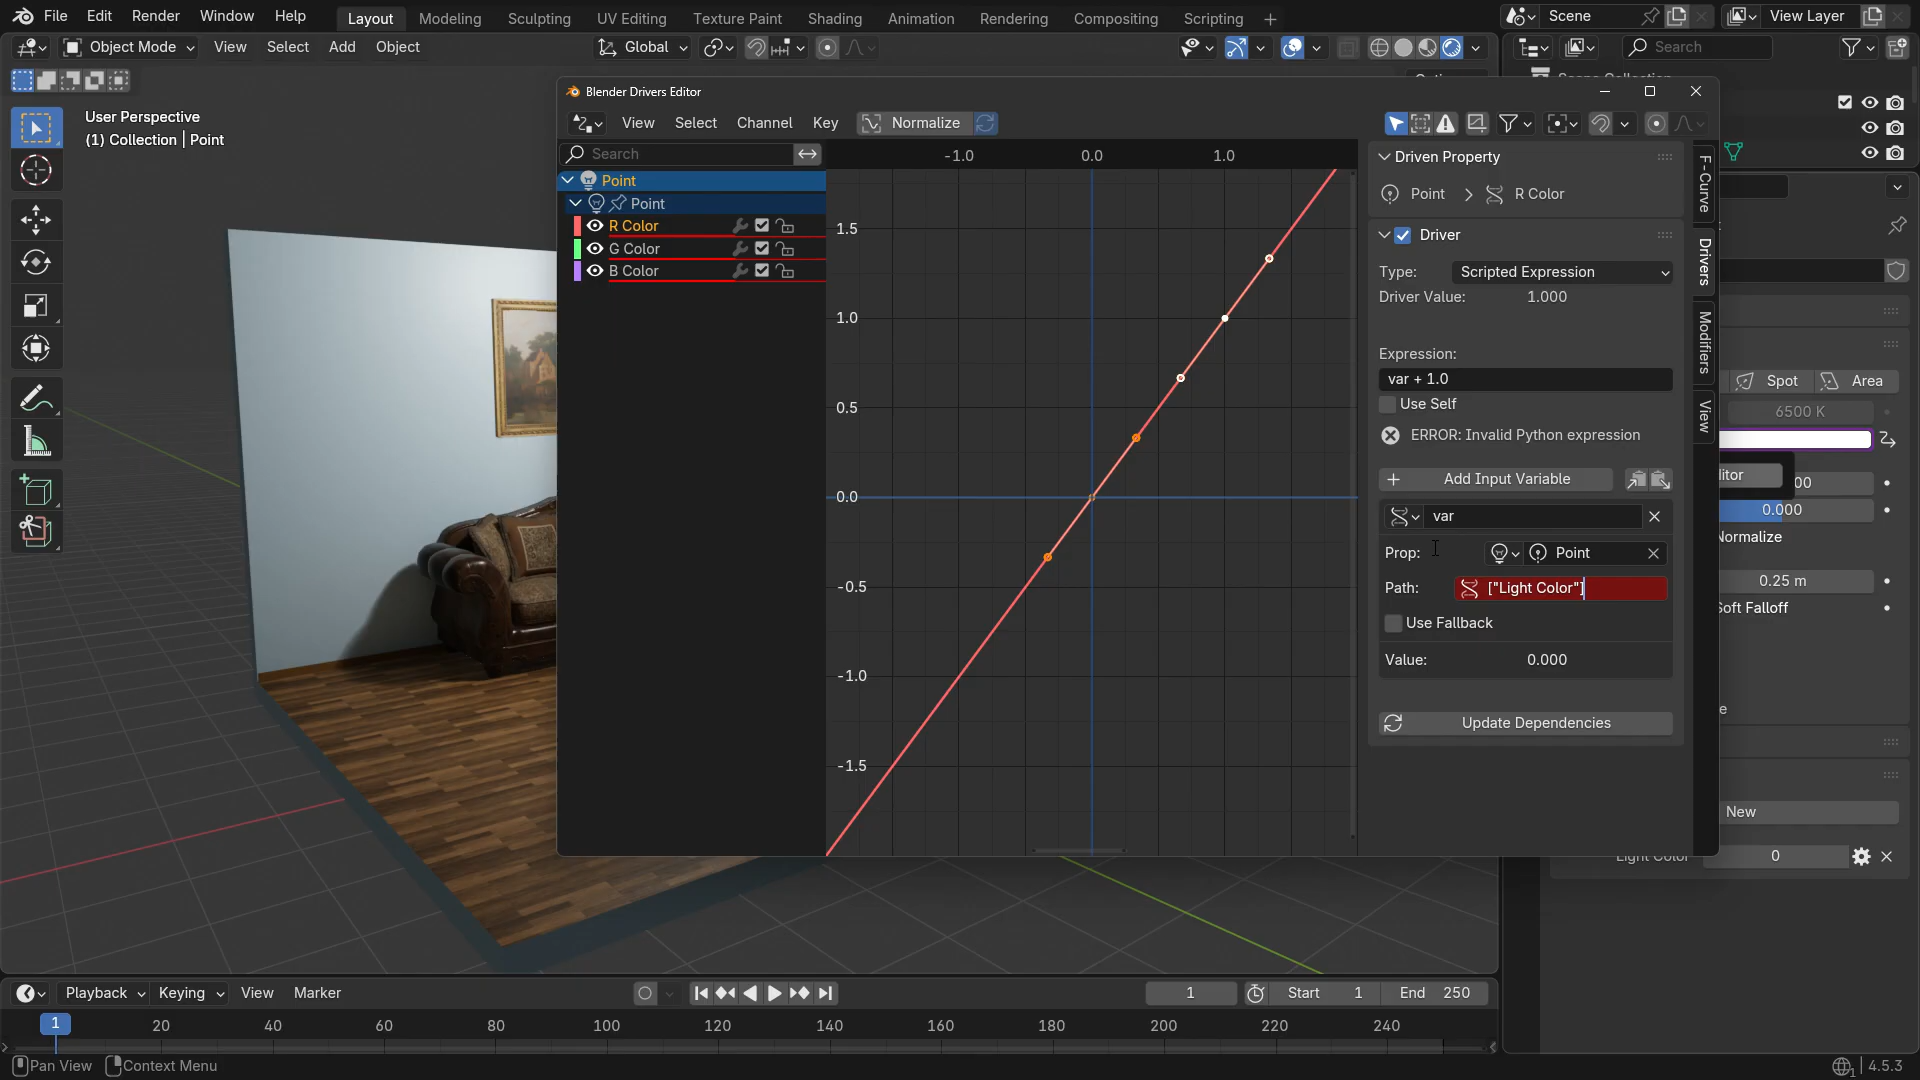 File Edit Render Window Help Layout Modeling Sculpting UV Editing Texture Paint Shading Animation Rendering Compositing Scripting Scene View Layer
Object Mode View Select Add Object Global Search
User Perspective
(1) Collection | Point
Blender Drivers Editor
View Select Channel Key Normalize
Search
Point
Point
R Color
G Color
B Color
-1.0 0.0 1.0
1.5
1.0
0.5
0.0
-0.5
-1.0
-1.5
Driven Property
Point R Color
Driver
Type: Scripted Expression
Driver Value: 1.000
Expression:
var + 1.0
Use Self
ERROR: Invalid Python expression
Add Input Variable
var
Prop: Point
Path: ["Light Color"]
Use Fallback
Value: 0.000
Update Dependencies
F-Curve
Drivers
Modifiers
View
Spot Area
6500 K
itor
00
0.000
Normalize
0.25 m
Soft Falloff
e
New
Light Color 0
Playback Keying View Marker 1 Start 1 End 250
1 20 40 60 80 100 120 140 160 180 200 220 240
Pan View Context Menu 4.5.3